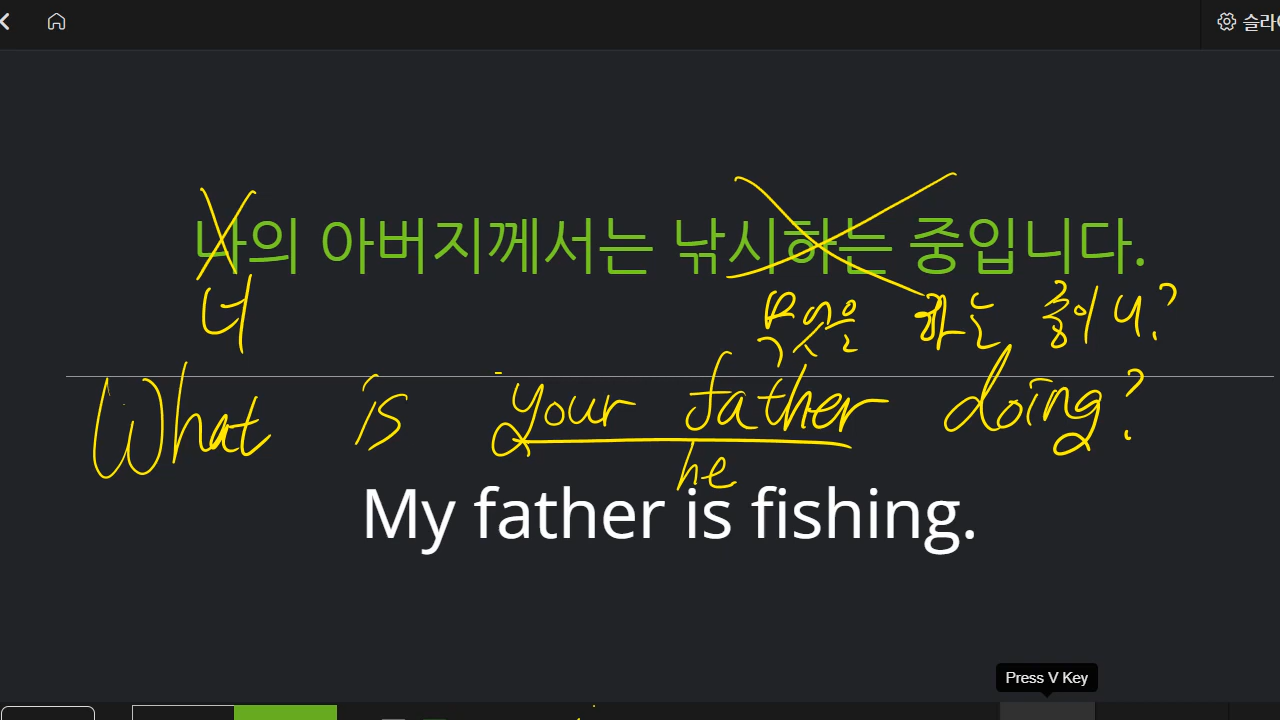 슬라이
나의 아버지께서는 낚시하는 중입니다.
너 무엇을 하는 중이니?
What is your father doing?
he
My father is fishing.
Press V Key